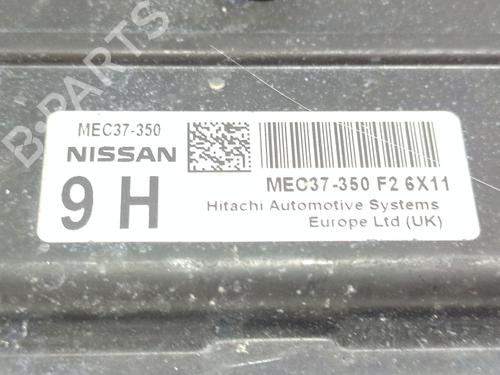 B-PARTS
MEC37-350
NISSAN
9 H
MEC37-350 F2 6X11
Hitachi Automotive Systems
Europe Ltd (UK)